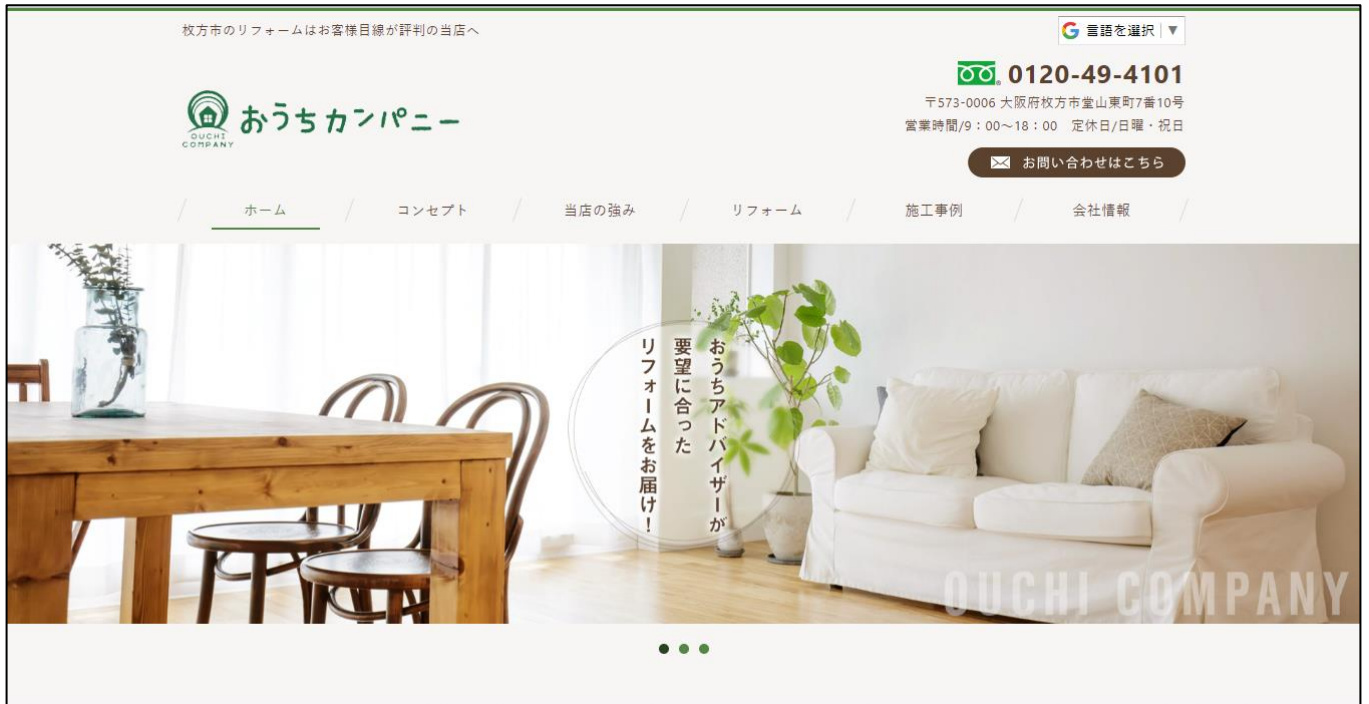 枚方市のリフォームはお客様目線が評判の当店へ
G 言語を選択 ▼
OUCHI
COMPANY
おうちカンパニー
0120-49-4101
〒573-0006 大阪府枚方市堂山東町7番10号
営業時間/9：00～18：00　定休日/日曜・祝日
お問い合わせはこちら
ホーム
コンセプト
当店の強み
リフォーム
施工事例
会社情報
おうちアドバイザーが
要望に合った
リフォームをお届け！
OUCHI COMPANY